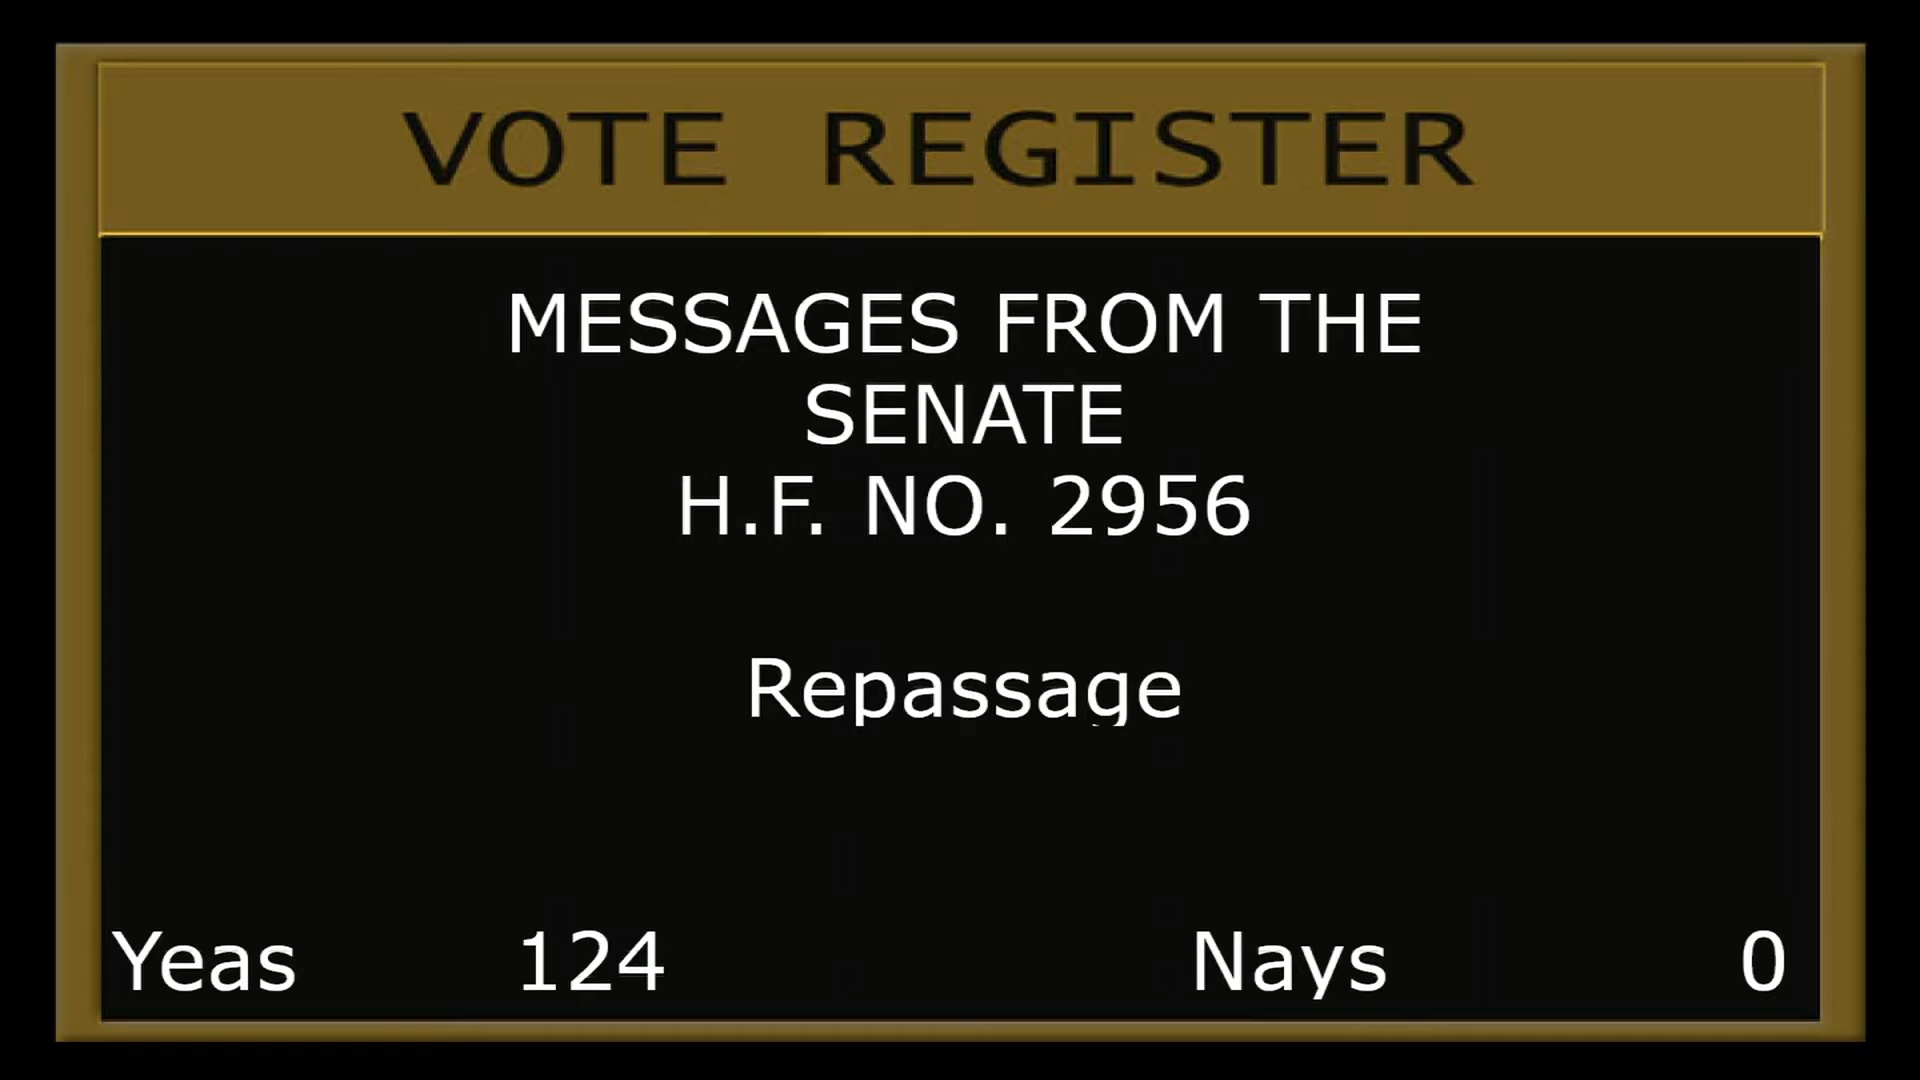 VOTE REGISTER
MESSAGES FROM THE
SENATE
H.F. NO. 2956
Repassage
Yeas 124 Nays 0